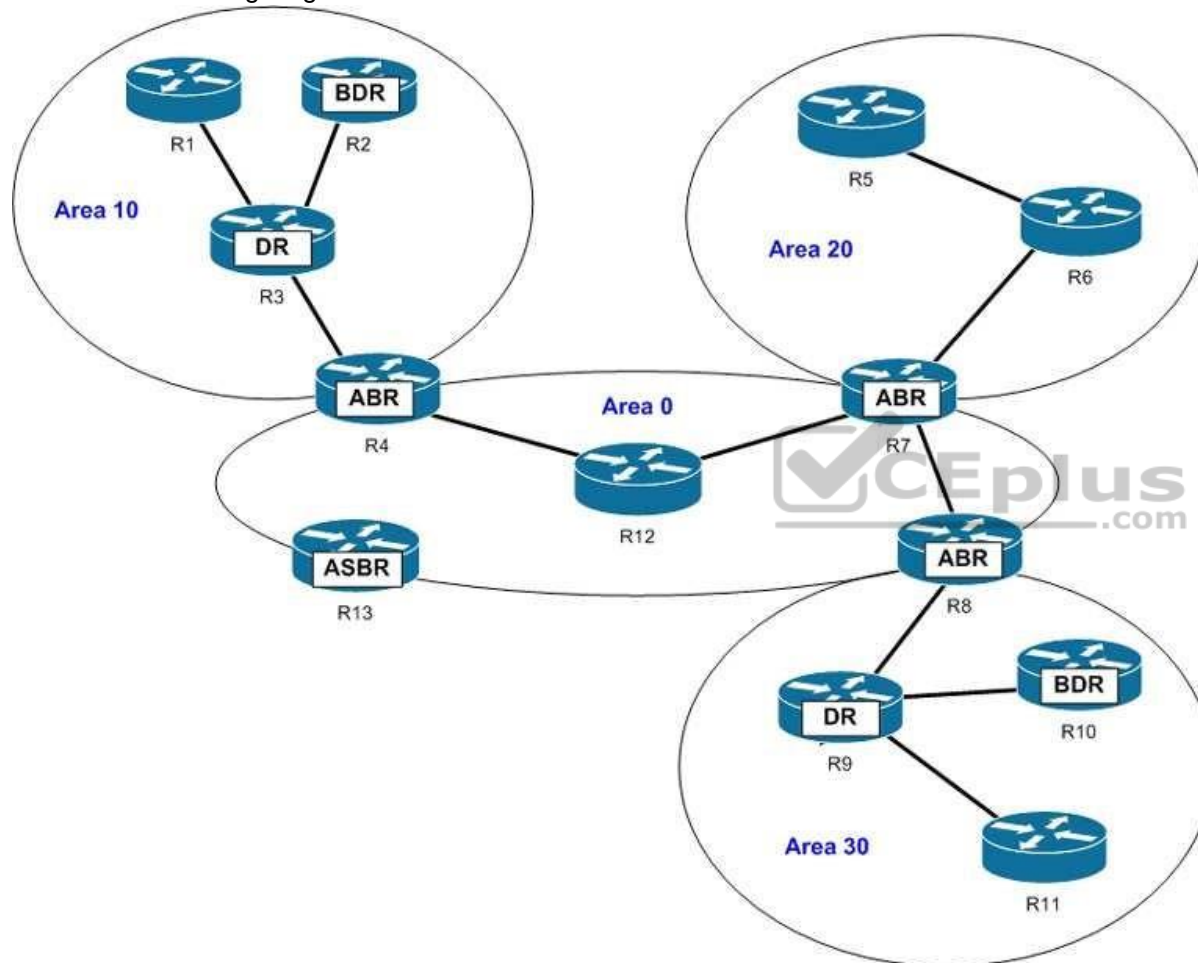 BDR
R1
R2
Area 10
DR
R3
ABR
R4
R5
Area 20
R6
Area 0
ABR
R7
R12
CEplus
.com
ASBR
R13
ABR
R8
DR
R9
BDR
R10
Area 30
R11